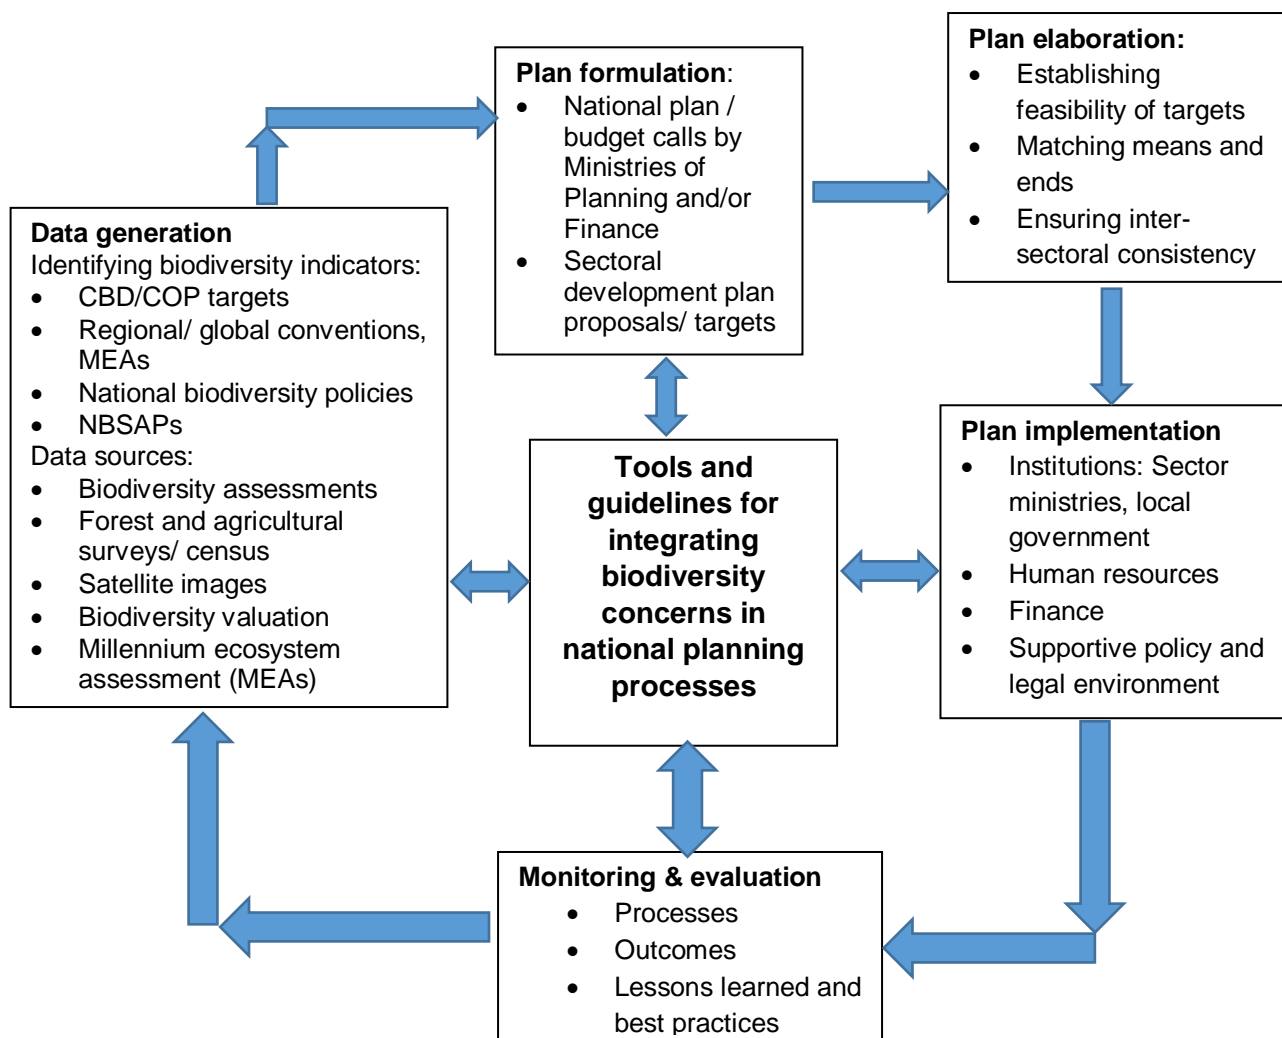 Plan formulation:
• National plan /
budget calls by
Ministries of
Planning and/or
Finance
• Sectoral
development plan
proposals/ targets
Plan elaboration:
• Establishing
feasibility of targets
• Matching means and
ends
• Ensuring inter-
sectoral consistency
Data generation
Identifying biodiversity indicators:
• CBD/COP targets
• Regional/ global conventions,
MEAs
• National biodiversity policies
• NBSAPs
Data sources:
• Biodiversity assessments
• Forest and agricultural
surveys/ census
• Satellite images
• Biodiversity valuation
• Millennium ecosystem
assessment (MEAs)
Tools and
guidelines for
integrating
biodiversity
concerns in
national planning
processes
Plan implementation
• Institutions: Sector
ministries, local
government
• Human resources
• Finance
• Supportive policy and
legal environment
Monitoring & evaluation
• Processes
• Outcomes
• Lessons learned and
best practices